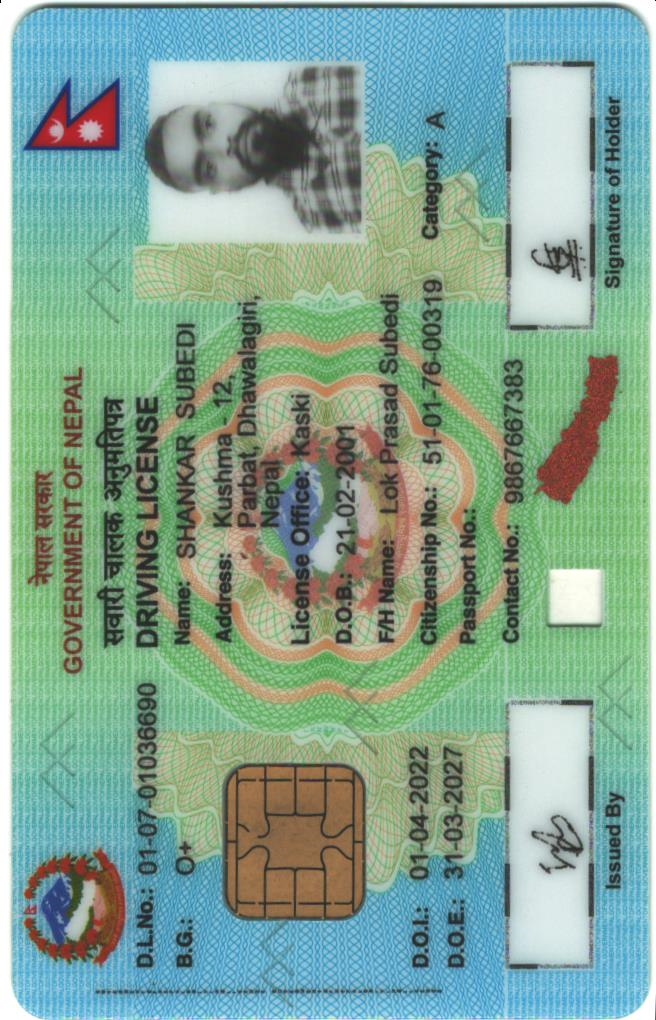 नेपाल सरकार
GOVERNMENT OF NEPAL
सवारी चालक अनुमतिपत्र
DRIVING LICENSE
D.L.No.: 01-07-01036690
B.G.: O+
Name: SHANKAR SUBEDI
Address: Kushma - 12,
Parbat, Dhawalagiri,
Nepal
License Office: Kaski
D.O.B.: 21-02-2001
F/H Name: Lok Prasad Subedi
D.O.I.: 01-04-2022
Citizenship No.: 51-01-76-00319
Category: A
D.O.E.: 31-03-2027
Passport No.:
Contact No.: 9867667383
Issued By
Signature of Holder